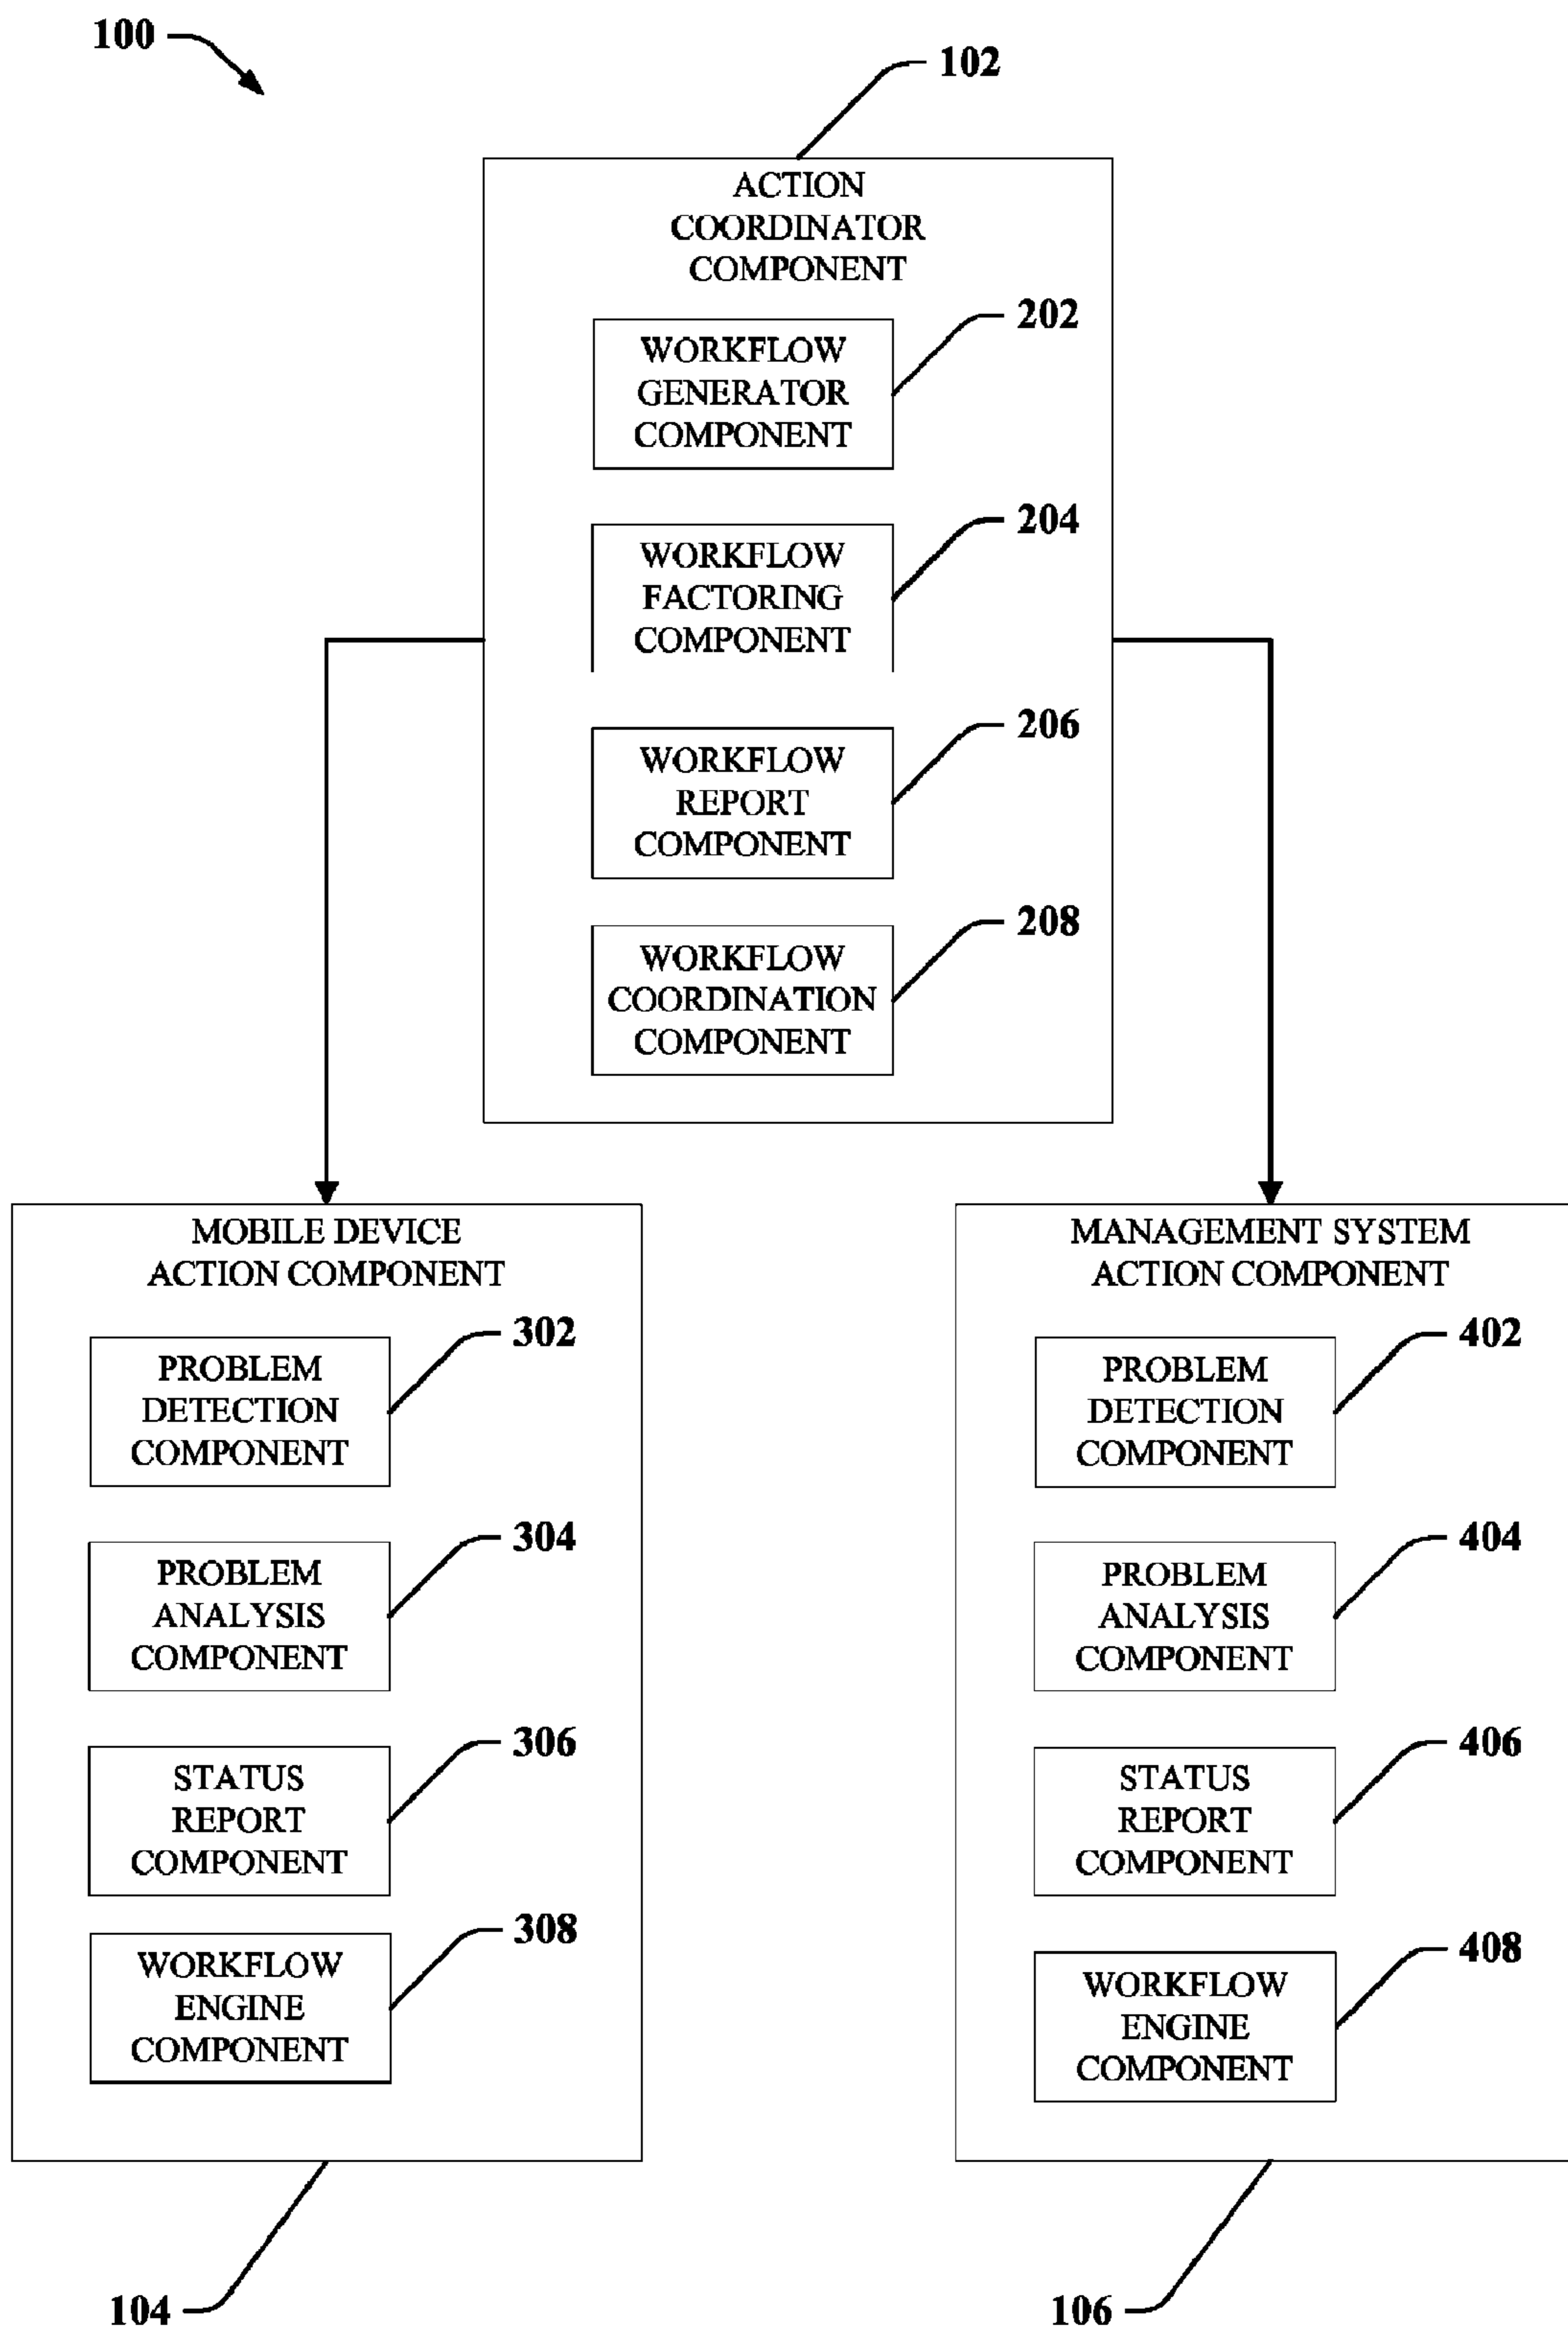 100
102
ACTION
COORDINATOR
COMPONENT
202
WORKFLOW
GENERATOR
COMPONENT
204
WORKFLOW
FACTORING
COMPONENT
206
WORKFLOW
REPORT
COMPONENT
208
WORKFLOW
COORDINATION
COMPONENT
MOBILE DEVICE
ACTION COMPONENT
302
PROBLEM
DETECTION
COMPONENT
304
PROBLEM
ANALYSIS
COMPONENT
306
STATUS
REPORT
COMPONENT
308
WORKFLOW
ENGINE
COMPONENT
104
MANAGEMENT SYSTEM
ACTION COMPONENT
402
PROBLEM
DETECTION
COMPONENT
404
PROBLEM
ANALYSIS
COMPONENT
406
STATUS
REPORT
COMPONENT
408
WORKFLOW
ENGINE
COMPONENT
106